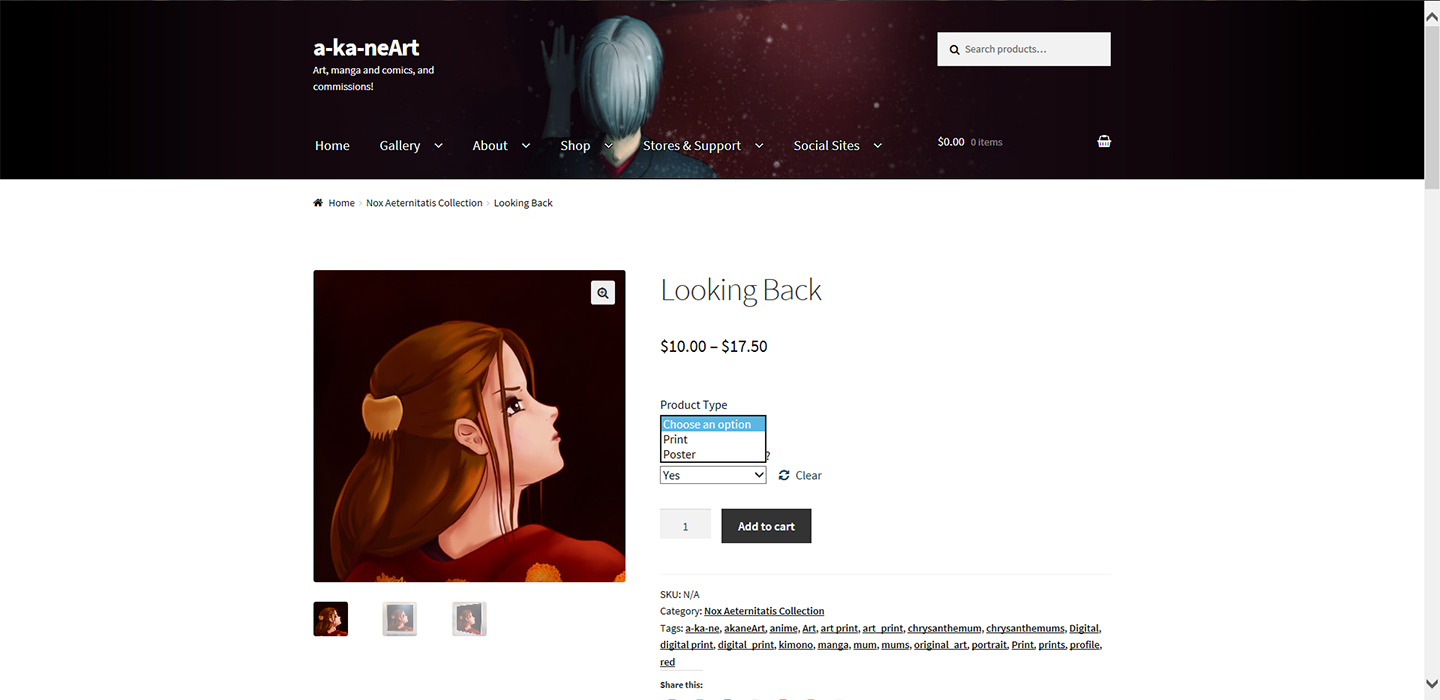 a-ka-neArt
Art, manga and comics, and
commissions!
Search products…
Home Gallery About Shop Stores & Support Social Sites
$0.00 0 items
Home › Nox Aeternitatis Collection › Looking Back
Looking Back
$10.00 – $17.50
Product Type
Choose an option
Print
Poster
?
Yes
Clear
1
Add to cart
SKU: N/A
Category: Nox Aeternitatis Collection
Tags: a-ka-ne, akaneArt, anime, Art, art print, art_print, chrysanthemum, chrysanthemums, Digital,
digital print, digital_print, kimono, manga, mum, mums, original_art, portrait, Print, prints, profile,
red
Share this: